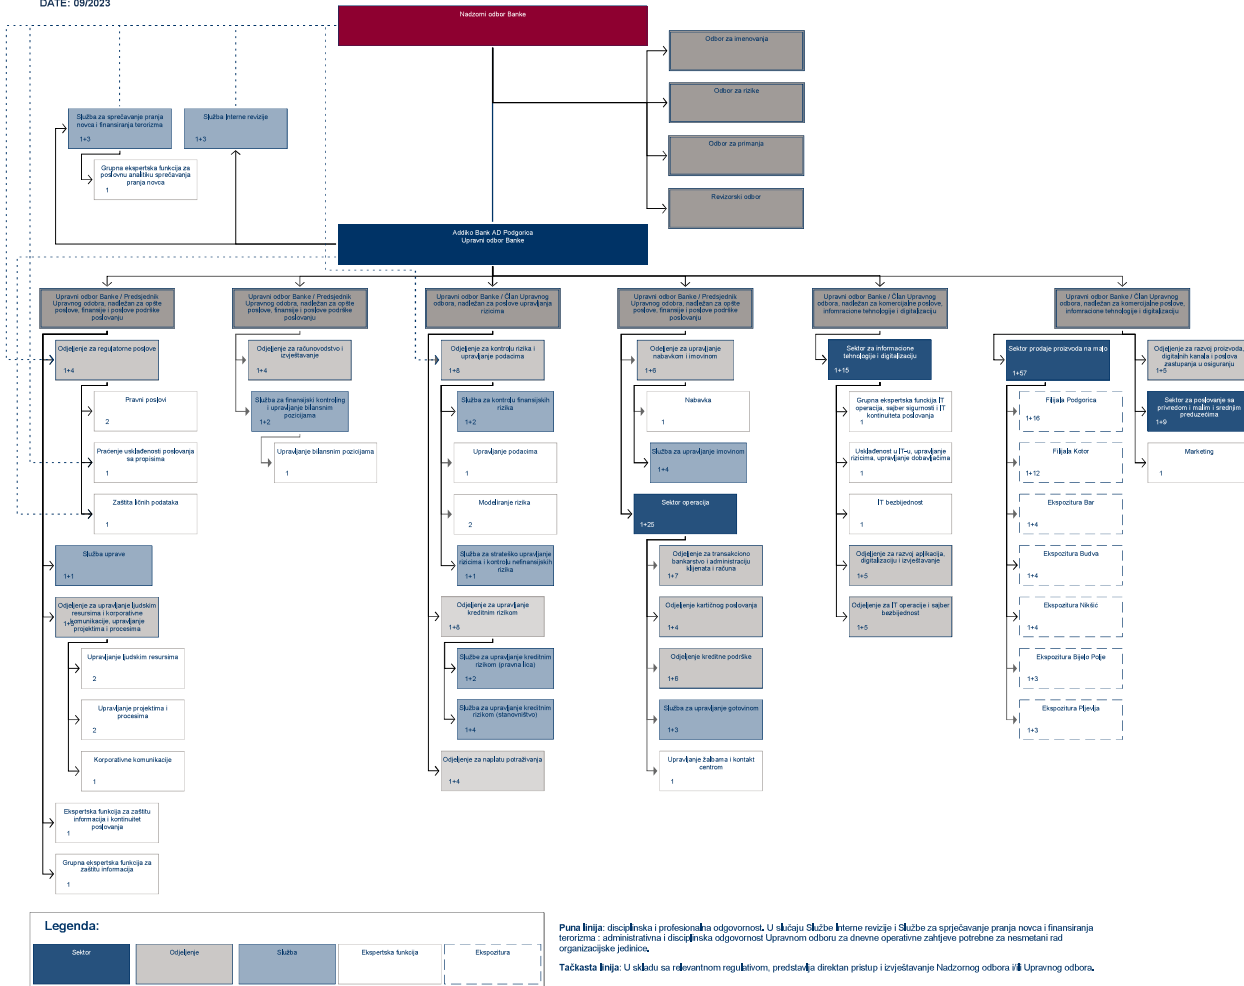 DATE: 09/2023
Nadzorni odbor Banke
Odbor za imenovanja
Odbor za rizike
Odbor za primanja
Revizorski odbor
Služba za sprečavanje pranja
novca i finansiranja terorizma
1+3
Služba Interne revizije
1+3
Grupna ekspertska funkcija za
poslovnu analitiku sprečavanja
pranja novca
1
Addiko Bank AD Podgorica
Upravni odbor Banke
Upravni odbor Banke / Predsjednik
Upravnog odobra, nadležan za opšte
poslove, finansije i poslove podrške
poslovanju
Odjeljenje za regulatorne poslove
1+4
Pravni poslovi
2
Praćenje usklađenosti poslovanja
sa propisima
1
Zaštita ličnih podataka
1
Služba uprave
1+1
Odjeljenje za upravljanje ljudskim
resursima i korporativne
komunikacije, upravljanje
projektima i procesima
1+5
Upravljanje ljudskim resursima
2
Upravljanje projektima i
procesima
2
Korporativne komunikacije
1
Ekspertska funkcija za zaštitu
informacija i kontinuitet
poslovanja
1
Grupna ekspertska funkcija za
zaštitu informacija
1
Upravni odbor Banke / Predsjednik
Upravnog odobra, nadležan za opšte
poslove, finansije i poslove podrške
poslovanju
Odjeljenje za računovodstvo i
izvještavanje
1+4
Služba za finansijski kontroling
i upravljanje bilansnim
pozicijama
1+2
Upravljanje bilansnim pozicijama
1
Upravni odbor Banke / Član Upravnog
odbora, nadležan za poslove upravljanja
rizicima
Odjeljenje za kontrolu rizika i
upravljanje podacima
1+8
Služba za kontrolu finansijskih
rizika
1+2
Upravljanje podacima
1
Modeliranje rizika
2
Služba za strateško upravljanje
rizicima i kontrolu nefinansijskih
rizika
1+1
Odjeljenje za upravljanje
kreditnim rizikom
1+8
Službe za upravljanje kreditnim
rizikom (pravna lica)
1+2
Služba za upravljanje kreditnim
rizikom (stanovništvo)
1+4
Odjeljenje za naplatu potraživanja
1+4
Upravni odbor Banke / Predsjednik
Upravnog odobra, nadležan za opšte
poslove, finansije i poslove podrške
poslovanju
Odjeljenje za upravljanje
nabavkom i imovinom
1+6
Nabavka
1
Služba za upravljanje imovinom
1+4
Sektor operacija
1+25
Odjeljenje za transakciono
bankarstvo i administraciju
klijenata i računa
1+7
Odjeljenje kartičnog poslovanja
1+4
Odjeljenje kreditne podrške
1+6
Služba za upravljanje gotovinom
1+3
Upravljanje žalbama i kontakt
centrom
1
Upravni odbor Banke / Član Upravnog
odbora, nadležan za komercijalne poslove,
infomracione tehnologije i digitalizaciju
Sektor za informacione
tehnologije i digitalizaciju
1+15
Grupna ekspertska funckija IT
operacija, sajber sigurnosti i IT
kontinuiteta poslovanja
1
Usklađenost u IT-u, upravljanje
rizicima, upravljanje dobavljačima
1
IT bezbijednost
1
Odjeljenje za razvoj aplikacija,
digitalizaciju i izvještavanje
1+5
Odjeljenje za IT operacije i sajber
bezbijednost
1+5
Upravni odbor Banke / Član Upravnog
odbora, nadležan za komercijalne poslove,
infomracione tehnologije i digitalizaciju
Sektor prodaje proizvoda na malo
1+57
Filijala Podgorica
1+16
Filijala Kotor
1+12
Ekspozitura Bar
1+4
Ekspozitura Budva
1+4
Ekspozitura Nikšić
1+4
Ekspozitura Bijelo Polje
1+3
Ekspozitura Pljevlja
1+3
Odjeljenje za razvoj proizvoda,
digitalnih kanala i poslova
zastupanja u osiguranju
1+5
Sektor za poslovanje sa
privredom i malim i srednjim
preduzećima
1+9
Marketing
1
Legenda:
Sektor
Odjeljenje
Služba
Ekspertska funkcija
Ekspozitura
Puna linija: disciplinska i profesionalna odgovornost. U slučaju Službe Interne revizije i Službe za sprječavanje pranja novca i finansiranja
terorizma : administrativna i disciplinska odgovornost Upravnom odboru za dnevne operativne zahtjeve potrebne za nesmetani rad
organizacijske jedinice.
Tačkasta linija: U skladu sa relevantnom regulativom, predstavlja direktan pristup i izvještavanje Nadzornog odbora i/ili Upravnog odbora.